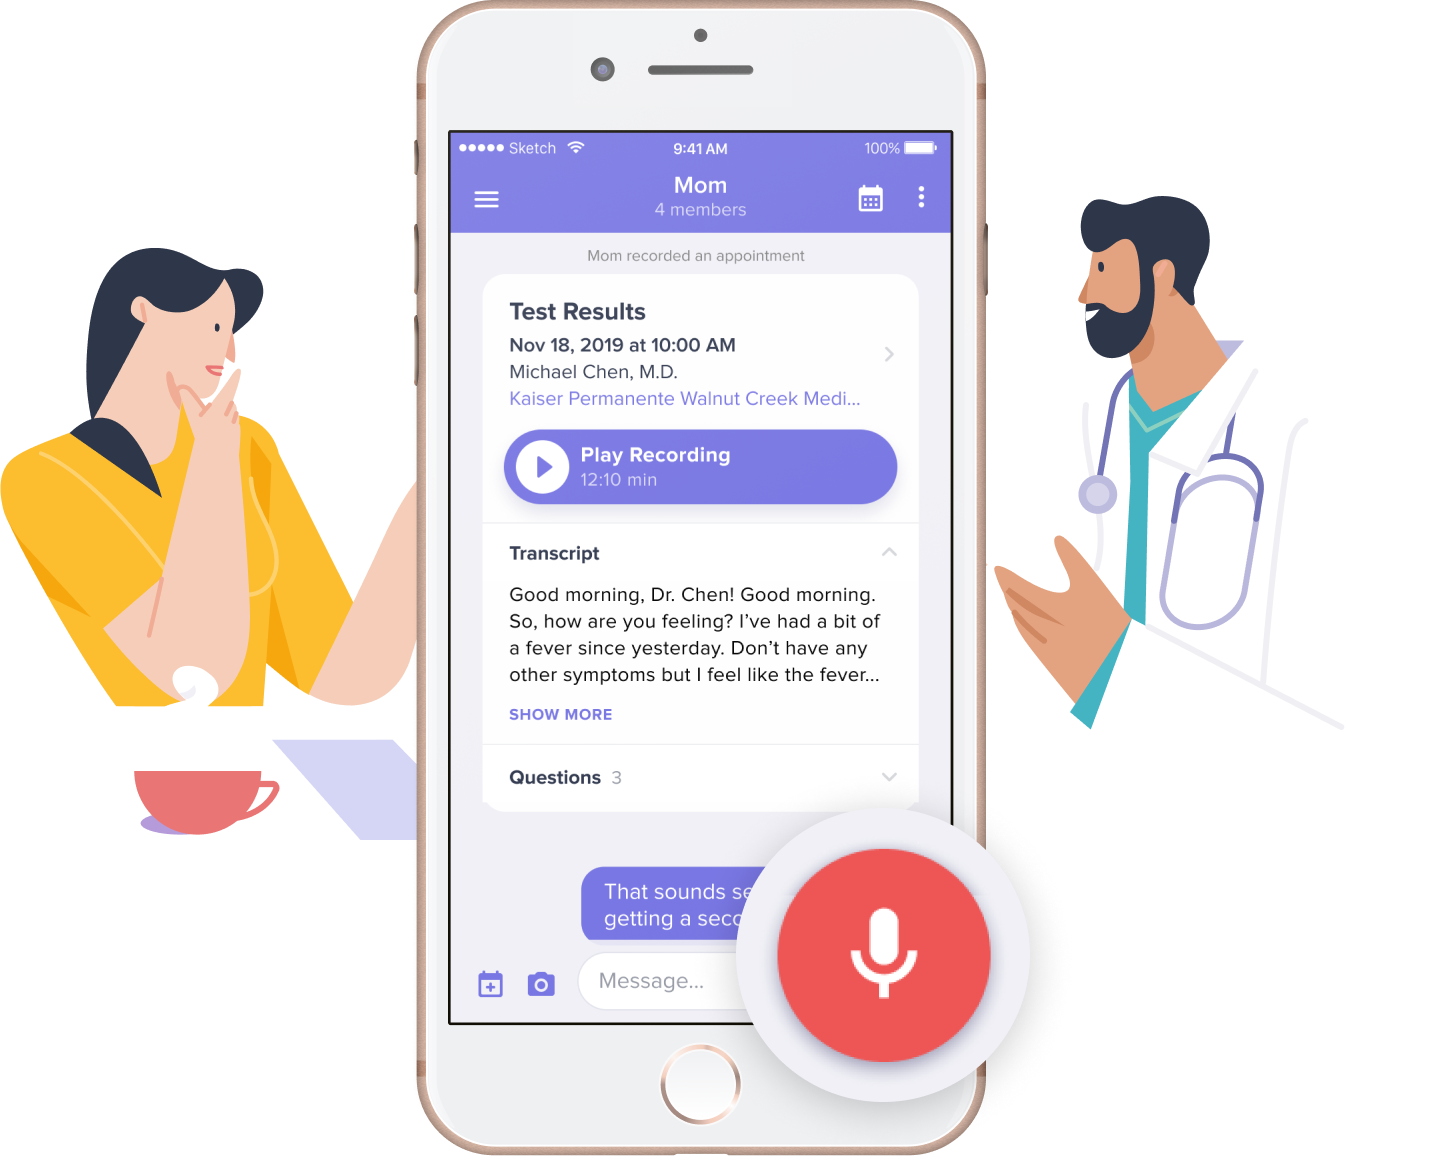 Sketch 9:41 AM 100%
Mom
4 members
Mom recorded an appointment
Test Results
Nov 18, 2019 at 10:00 AM
Michael Chen, M.D.
Kaiser Permanente Walnut Creek Medi...
Play Recording
12:10 min
Transcript
Good morning, Dr. Chen! Good morning.
So, how are you feeling? I've had a bit of
a fever since yesterday. Don't have any
other symptoms but I feel like the fever...
SHOW MORE
Questions 3
That sounds
getting a
Message...